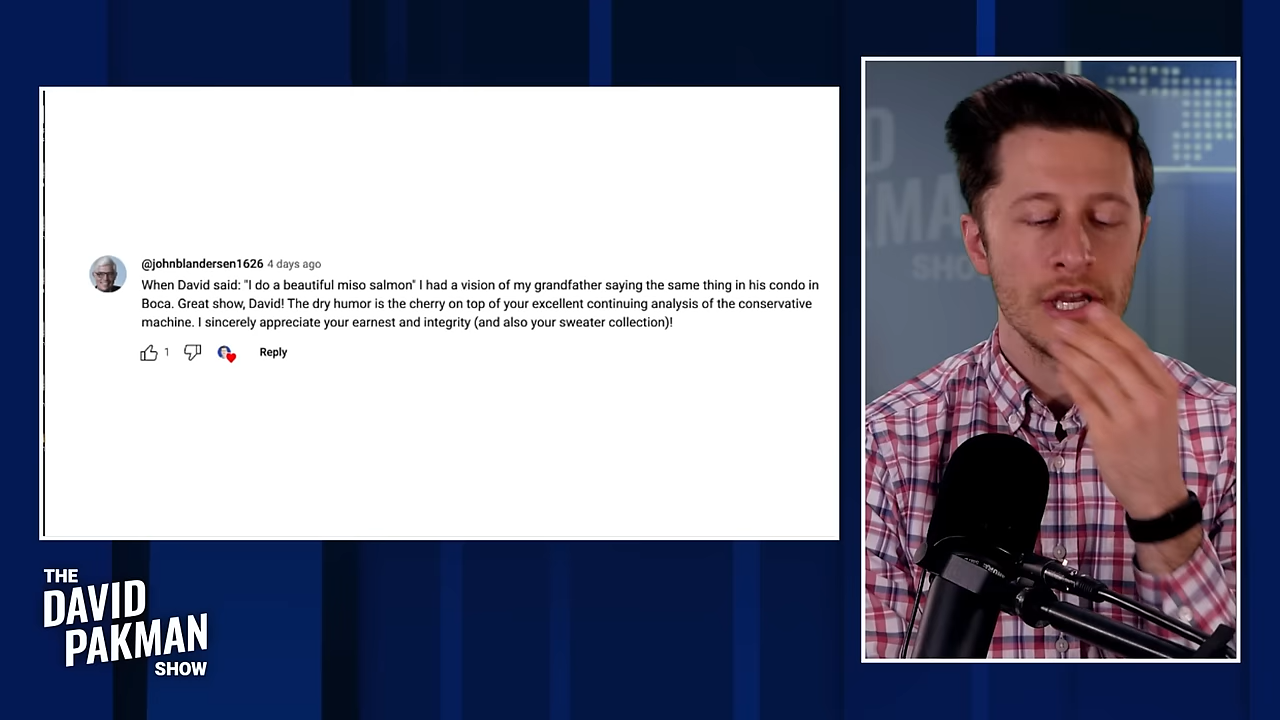 @johnblandersen1626 4 days ago
When David said: "I do a beautiful miso salmon" I had a vision of my grandfather saying the same thing in his condo in
Boca. Great show, David! The dry humor is the cherry on top of your excellent continuing analysis of the conservative
machine. I sincerely appreciate your earnest and integrity (and also your sweater collection)!
1
Reply
THE
DAVID
PAKMAN
SHOW